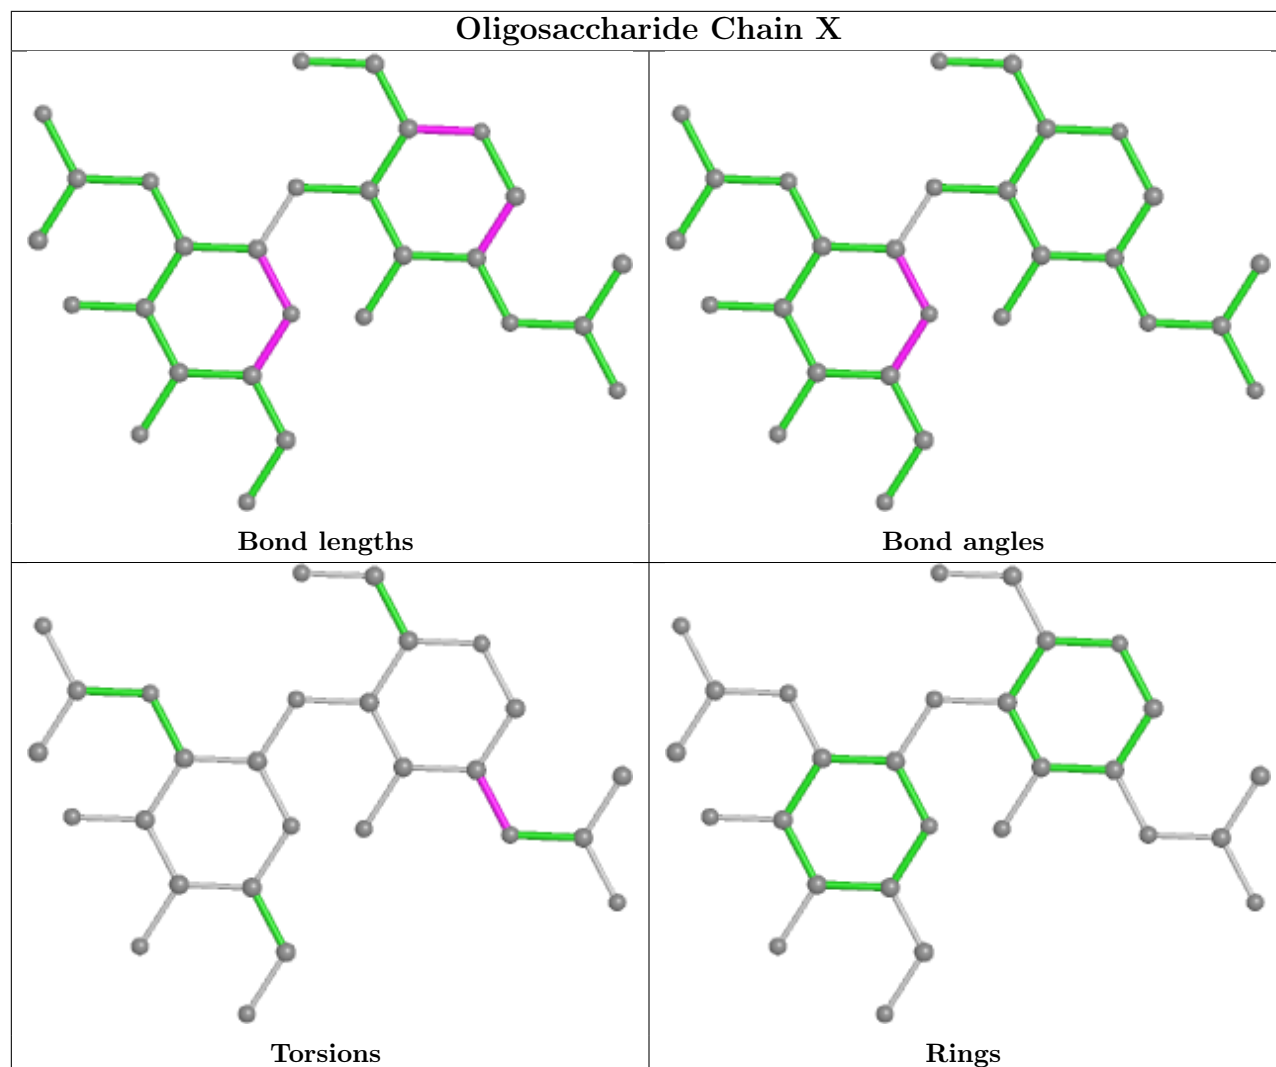 Oligosaccharide Chain X
Bond lengths
Bond angles
Torsions
Rings